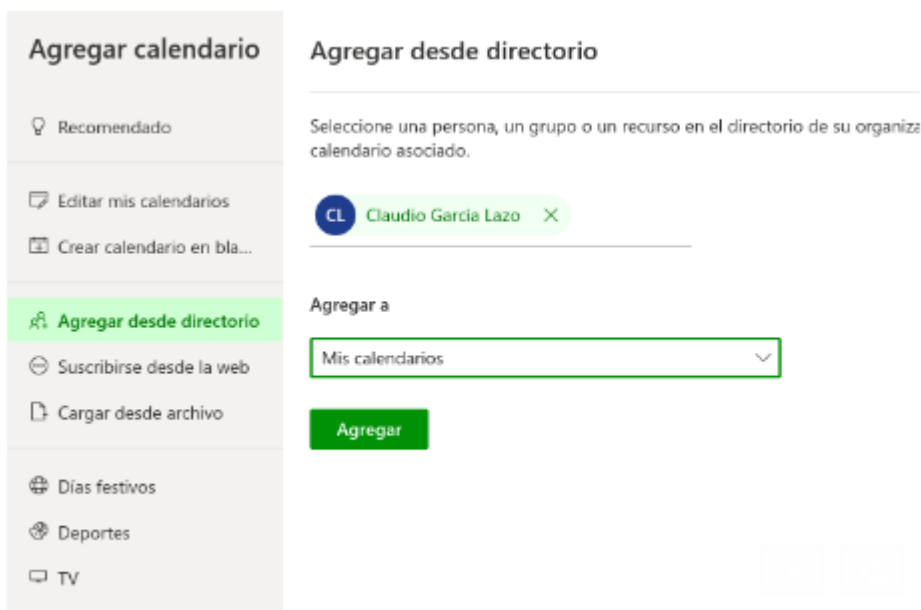 Agregar calendario
Recomendado
Editar mis calendarios
Crear calendario en bla...
Agregar desde directorio
Suscribirse desde la web
Cargar desde archivo
Días festivos
Deportes
TV
Agregar desde directorio
Seleccione una persona, un grupo o un recurso en el directorio de su organiza
calendario asociado.
CL Claudio Garcia Lazo
Agregar a
Mis calendarios
Agregar